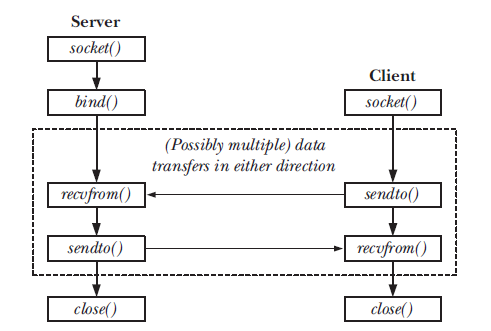 Server
socket()
Client
bind()
socket()
(Possibly multiple) data
transfers in either direction
recvfrom()
sendto()
sendto()
recvfrom()
close()
close()